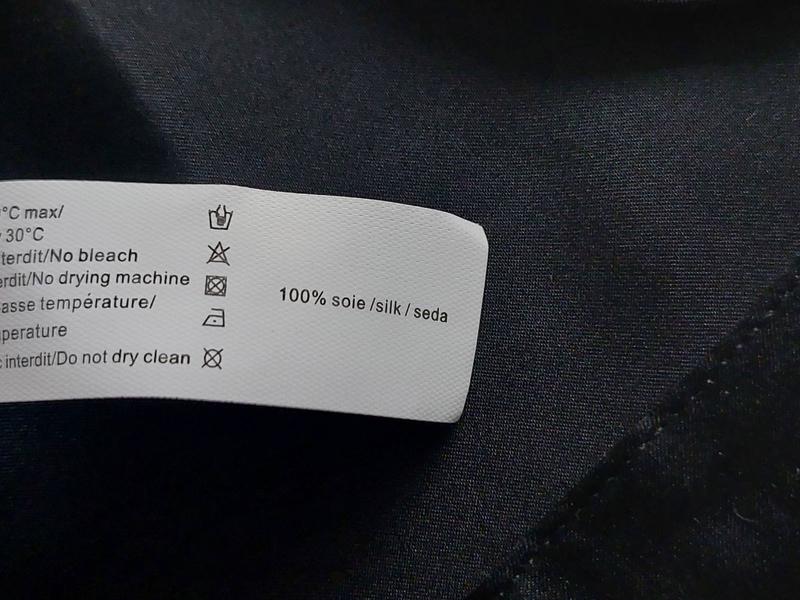 °C max/
30°C
terdit/No bleach
erdit/No drying machine
asse température/
perature
interdit/Do not dry clean
100% soie /silk / seda